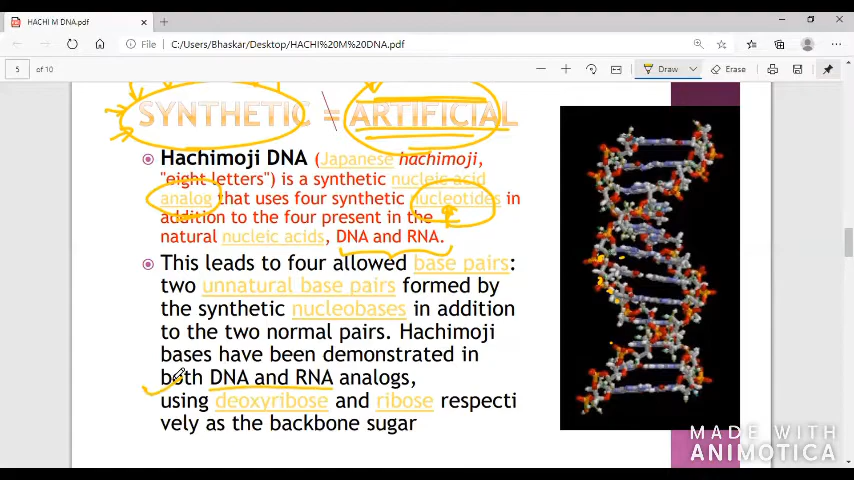 HACHI M DNA.pdf
File
C:/Users/Bhaskar/Desktop/HACHI%20M%20DNA.pdf
5 of 10
Draw
Erase
SYNTHETIC = ARTIFICIAL
Hachimoji DNA (Japanese hachimoji,
"eight letters") is a synthetic nucleic acid
analog that uses four synthetic nucleotides in
addition to the four present in the
natural nucleic acids, DNA and RNA.
This leads to four allowed base pairs:
two unnatural base pairs formed by
the synthetic nucleobases in addition
to the two normal pairs. Hachimoji
bases have been demonstrated in
both DNA and RNA analogs,
using deoxyribose and ribose respecti
vely as the backbone sugar
MADE WITH
ANIMOTICA